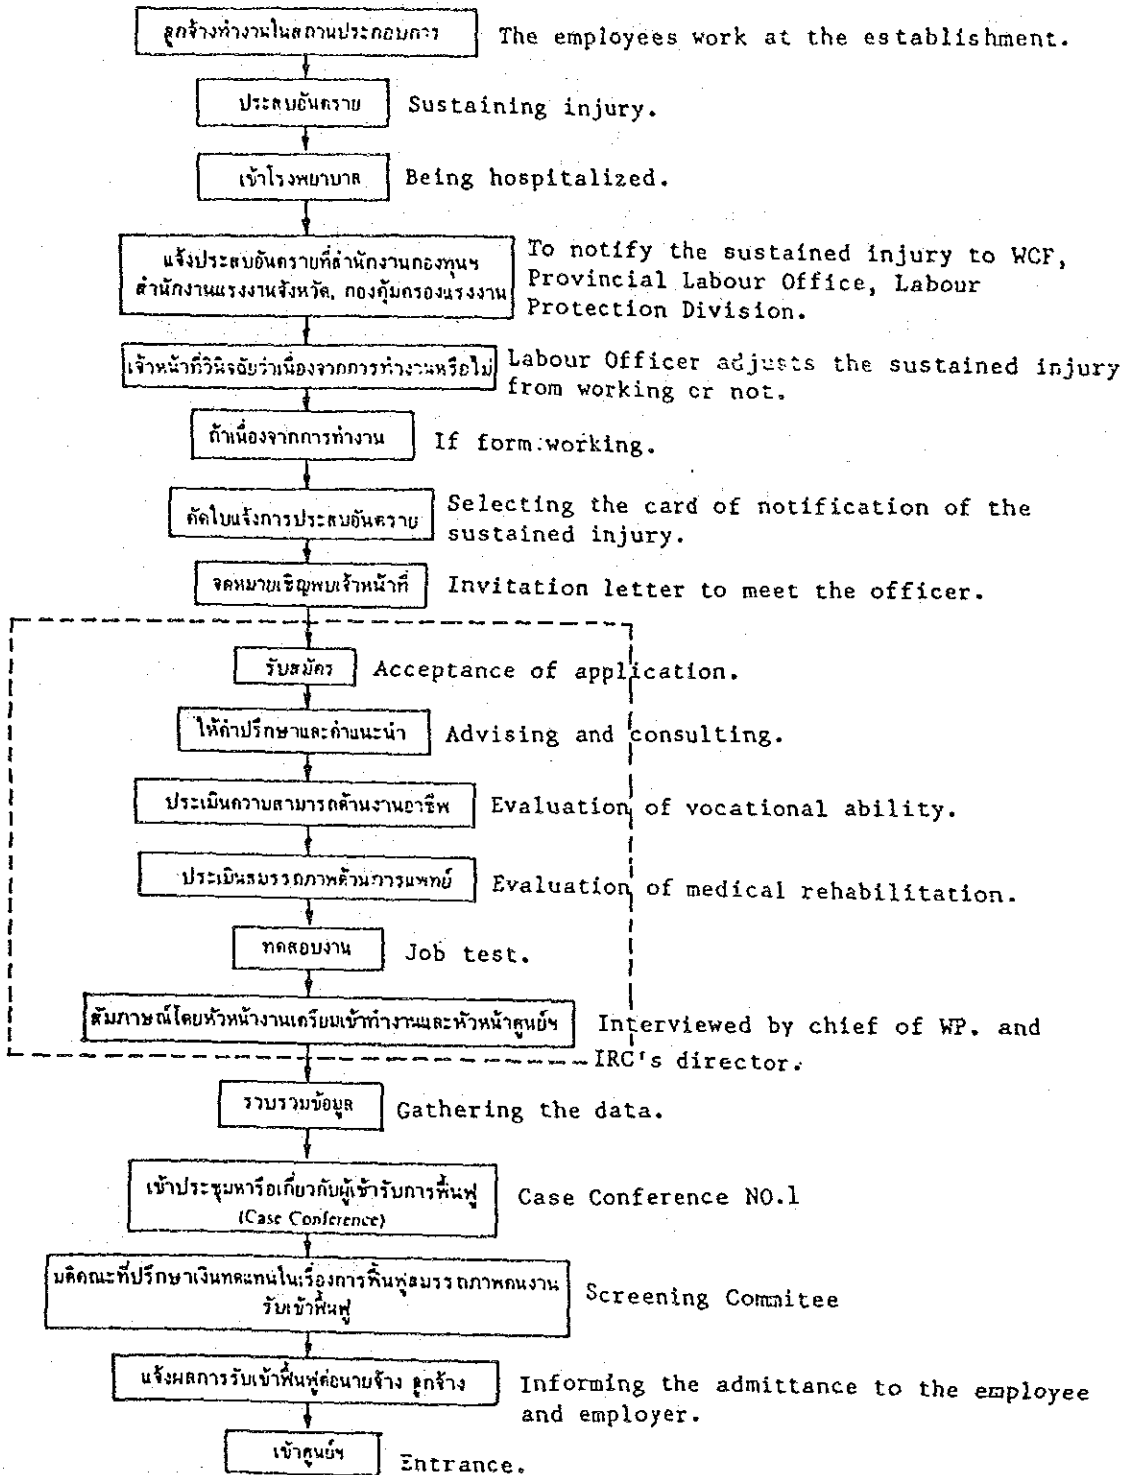 ลูกจ้างทำงานในสถานประกอบการ The employees work at the establishment.
ประสบอันตราย Sustaining injury.
เข้าโรงพยาบาล Being hospitalized.
แจ้งประสบอันตรายที่สำนักงานกองทุนฯ To notify the sustained injury to WCF,
สำนักงานแรงงานจังหวัด, กองคุ้มครองแรงงาน Provincial Labour Office, Labour
Protection Division.
เจ้าหน้าที่วินิจฉัยว่าเนื่องจากการทำงานหรือไม่ Labour Officer adjusts the sustained injury
from working or not.
ถ้าเนื่องจากการทำงาน If form working.
คัดใบแจ้งการประสบอันตราย Selecting the card of notification of the
sustained injury.
จดหมายเชิญพบเจ้าหน้าที่ Invitation letter to meet the officer.
รับสมัคร Acceptance of application.
ให้คำปรึกษาและคำแนะนำ Advising and consulting.
ประเมินความสามารถด้านงานอาชีพ Evaluation of vocational ability.
ประเมินสมรรถภาพด้านการแพทย์ Evaluation of medical rehabilitation.
ทดสอบงาน Job test.
สัมภาษณ์โดยหัวหน้างานเตรียมเข้าทำงานและหัวหน้าศูนย์ฯ Interviewed by chief of WP. and
IRC's director.
รวบรวมข้อมูล Gathering the data.
เข้าประชุมหารือเกี่ยวกับผู้เข้ารับการฟื้นฟู Case Conference NO.1
(Case Conference)
มติคณะที่ปรึกษาเงินทดแทนในเรื่องการฟื้นฟูสมรรถภาพคนงาน Screening Commitee
รับเข้าฟื้นฟู
แจ้งผลการรับเข้าฟื้นฟูต่อนายจ้าง ลูกจ้าง Informing the admittance to the employee
and employer.
เข้าศูนย์ฯ Entrance.